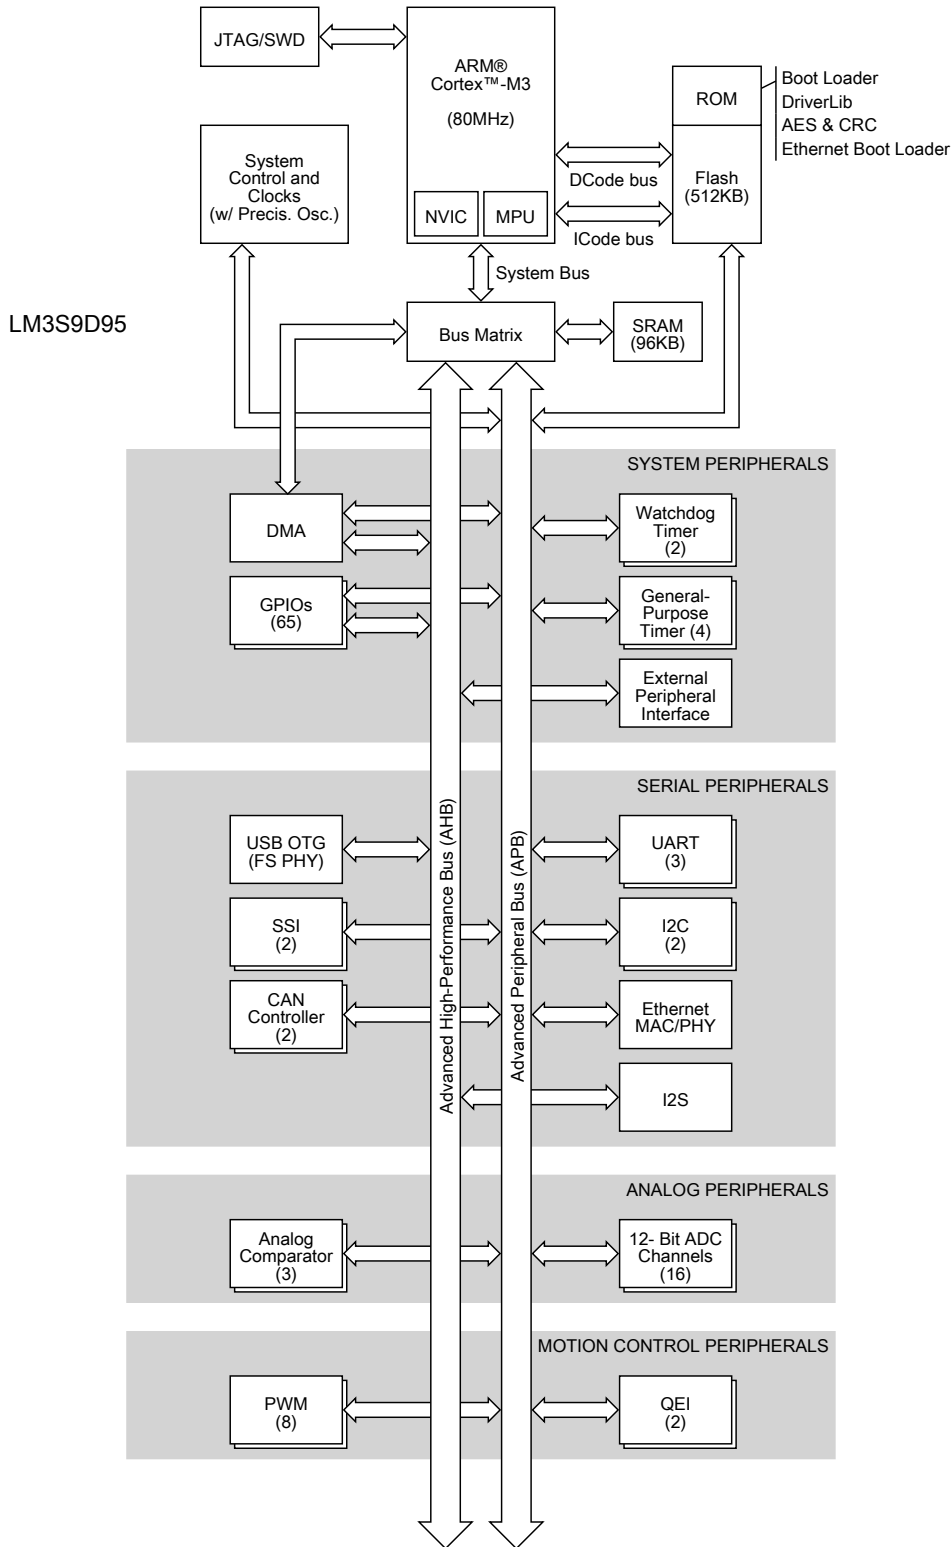 JTAG/SWD
ARM®
Cortex™-M3
(80MHz)
NVIC
MPU
System
Control and
Clocks
(w/ Precis. Osc.)
DCode bus
ICode bus
ROM
Flash
(512KB)
Boot Loader
DriverLib
AES & CRC
Ethernet Boot Loader
System Bus
LM3S9D95
Bus Matrix
SRAM
(96KB)
SYSTEM PERIPHERALS
DMA
Watchdog
Timer
(2)
GPIOs
(65)
General-
Purpose
Timer (4)
External
Peripheral
Interface
SERIAL PERIPHERALS
Advanced High-Performance Bus (AHB)
Advanced Peripheral Bus (APB)
USB OTG
(FS PHY)
UART
(3)
SSI
(2)
I2C
(2)
CAN
Controller
(2)
Ethernet
MAC/PHY
I2S
ANALOG PERIPHERALS
Analog
Comparator
(3)
12- Bit ADC
Channels
(16)
MOTION CONTROL PERIPHERALS
PWM
(8)
QEI
(2)